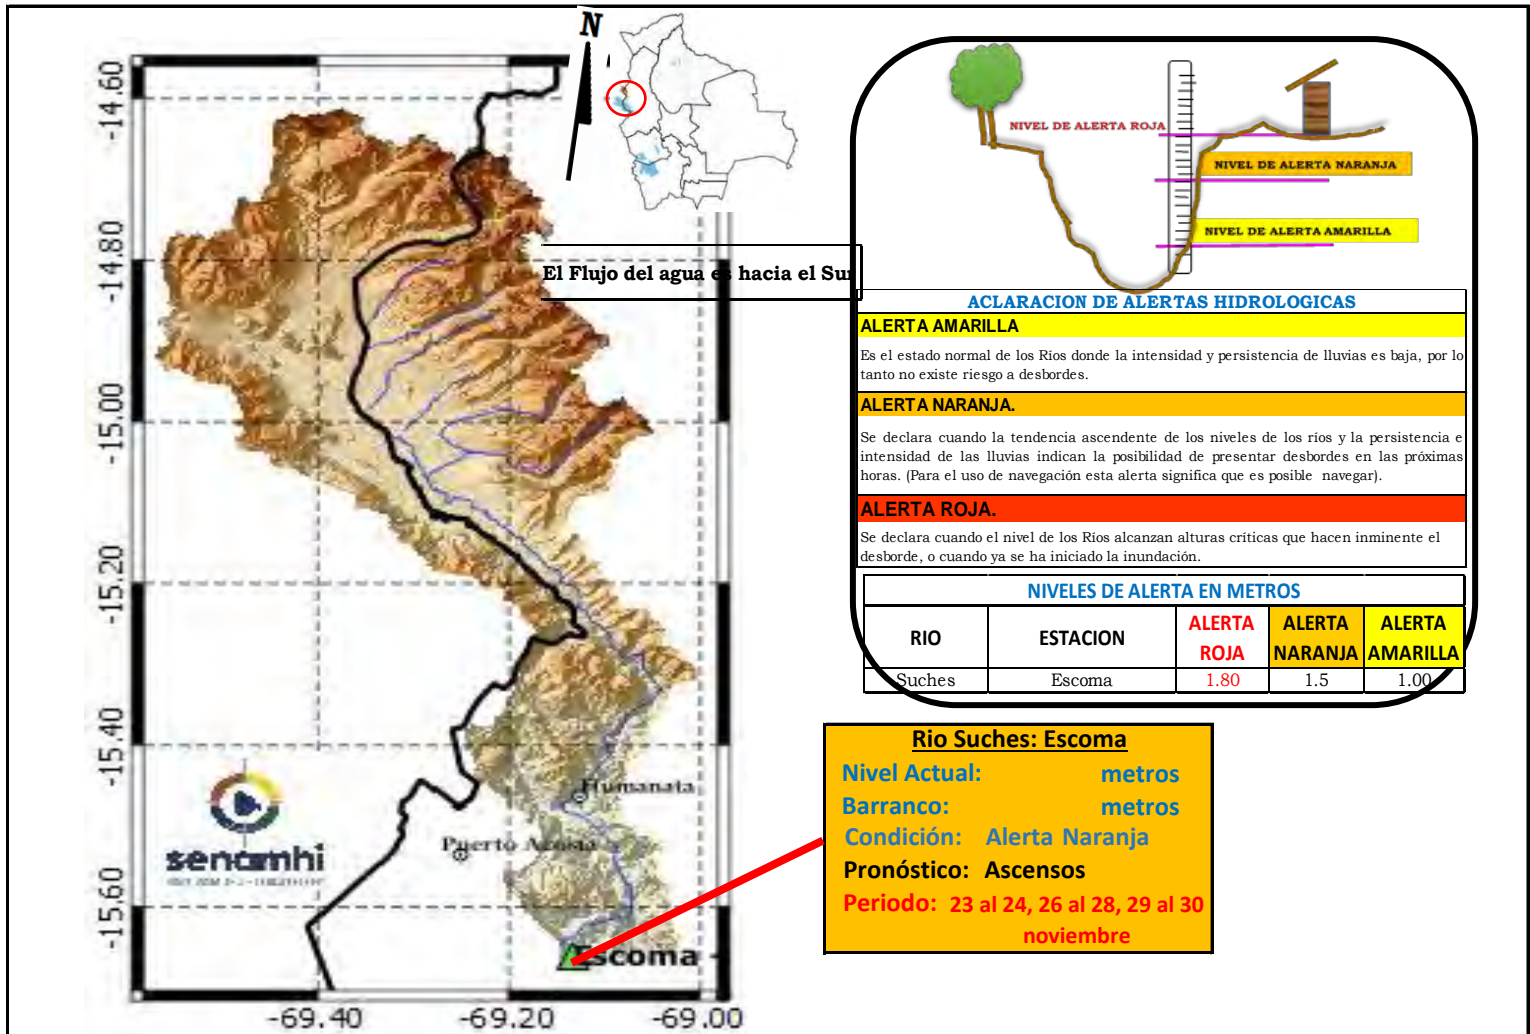 N
-14.60
-14.80
-15.00
-15.20
-15.40
-15.60
-69.40
-69.20
-69.00
El Flujo del agua es hacia el Sur
Humanata
Puerto Acosta
Escoma
senamhi
NIVEL DE ALERTA ROJA
NIVEL DE ALERTA NARANJA
NIVEL DE ALERTA AMARILLA
ACLARACION DE ALERTAS HIDROLOGICAS
ALERTA AMARILLA
Es el estado normal de los Ríos donde la intensidad y persistencia de lluvias es baja, por lo
tanto no existe riesgo a desbordes.
ALERTA NARANJA.
Se declara cuando la tendencia ascendente de los niveles de los ríos y la persistencia e
intensidad de las lluvias indican la posibilidad de presentar desbordes en las próximas
horas. (Para el uso de navegación esta alerta significa que es posible navegar).
ALERTA ROJA.
Se declara cuando el nivel de los Ríos alcanzan alturas críticas que hacen inminente el
desborde, o cuando ya se ha iniciado la inundación.
NIVELES DE ALERTA EN METROS
RIO ESTACION ALERTA ROJA ALERTA NARANJA ALERTA AMARILLA
Suches Escoma 1.80 1.5 1.00
Rio Suches: Escoma
Nivel Actual: metros
Barranco: metros
Condición: Alerta Naranja
Pronóstico: Ascensos
Periodo: 23 al 24, 26 al 28, 29 al 30
noviembre